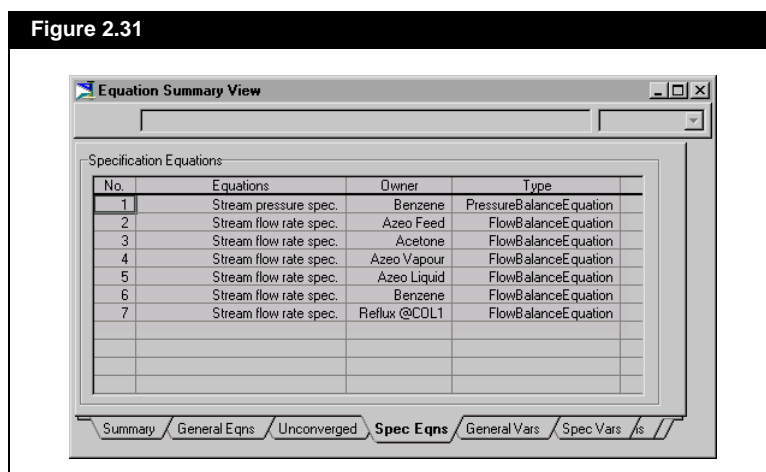 Figure 2.31
Equation Summary View
Specification Equations
No. Equations Owner Type
1 Stream pressure spec. Benzene PressureBalanceEquation
2 Stream flow rate spec. Azeo Feed FlowBalanceEquation
3 Stream flow rate spec. Acetone FlowBalanceEquation
4 Stream flow rate spec. Azeo Vapour FlowBalanceEquation
5 Stream flow rate spec. Azeo Liquid FlowBalanceEquation
6 Stream flow rate spec. Benzene FlowBalanceEquation
7 Stream flow rate spec. Reflux @COL1 FlowBalanceEquation
Summary General Eqns Unconverged Spec Eqns General Vars Spec Vars